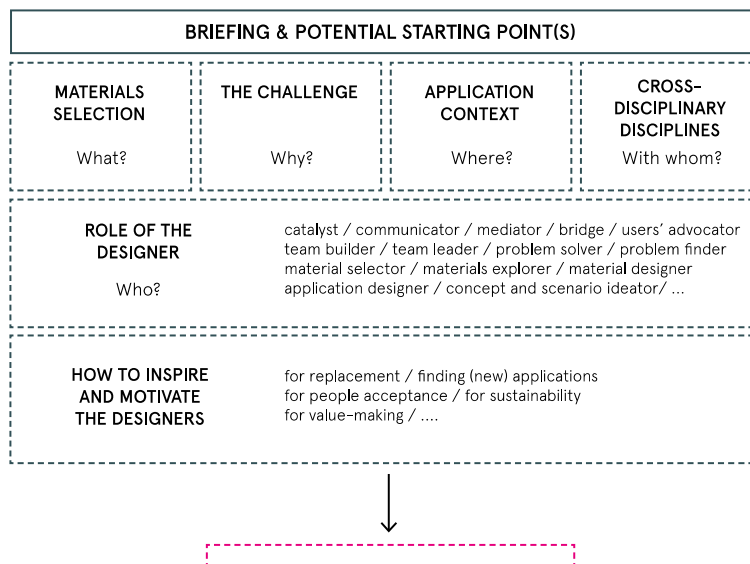 BRIEFING & POTENTIAL STARTING POINT(S)
MATERIALS
SELECTION
What?
THE CHALLENGE
Why?
APPLICATION
CONTEXT
Where?
CROSS-
DISCIPLINARY
DISCIPLINES
With whom?
ROLE OF THE
DESIGNER
Who?
catalyst / communicator / mediator / bridge / users’ advocator
team builder / team leader / problem solver / problem finder
material selector / materials explorer / material designer
application designer / concept and scenario ideator/ ...
HOW TO INSPIRE
AND MOTIVATE
THE DESIGNERS
for replacement / finding (new) applications
for people acceptance / for sustainability
for value-making / ....